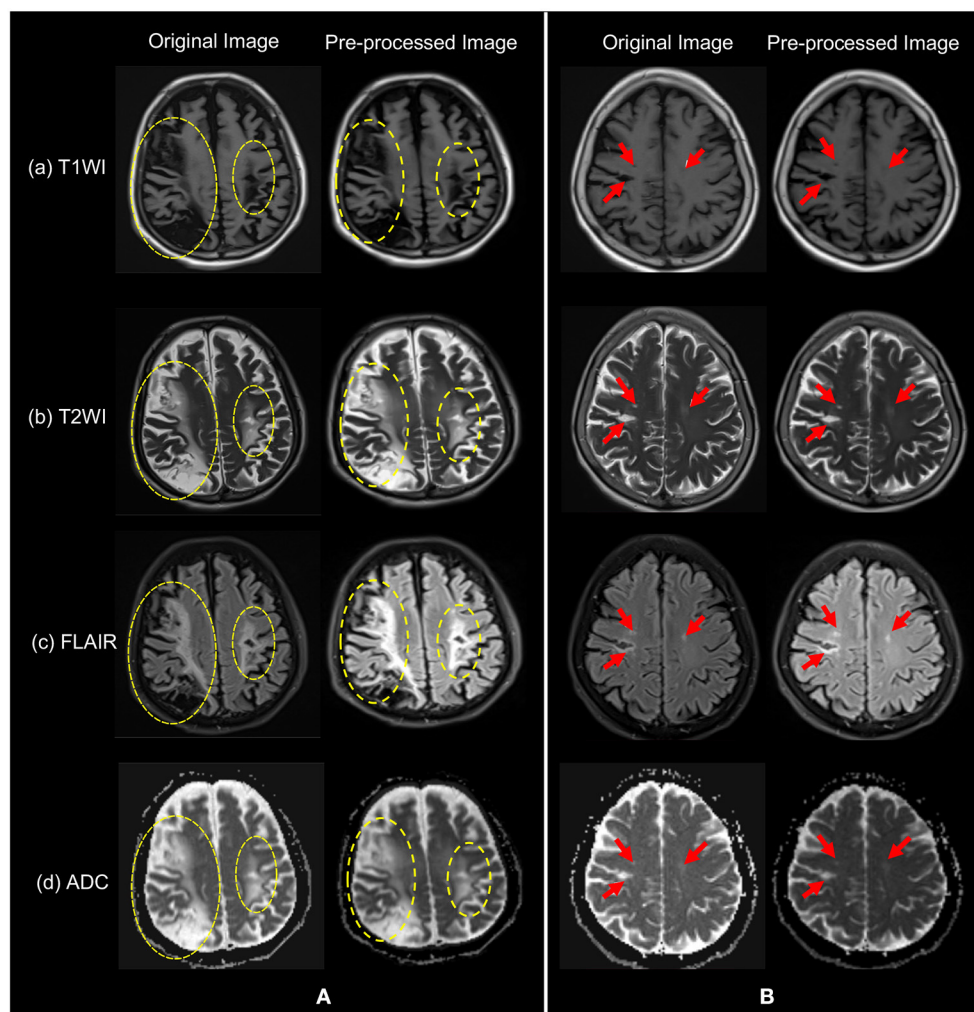 Original Image Pre-processed Image Original Image Pre-processed Image
(a) T1WI
(b) T2WI
(c) FLAIR
(d) ADC
A B